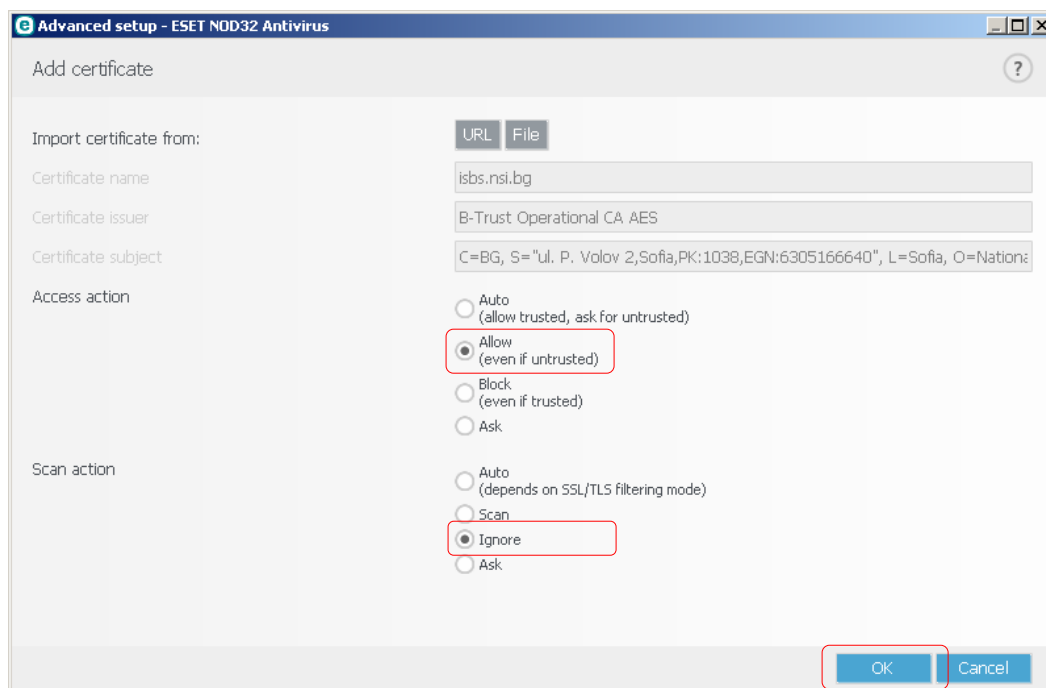 Advanced setup - ESET NOD32 Antivirus
Add certificate
?
Import certificate from:
URL File
Certificate name
isbs.nsi.bg
Certificate issuer
B-Trust Operational CA AES
Certificate subject
C=BG, S="ul. P. Volov 2,Sofia,PK:1038,EGN:6305166640", L=Sofia, O=Nationa
Access action
Auto
(allow trusted, ask for untrusted)
Allow
(even if untrusted)
Block
(even if trusted)
Ask
Scan action
Auto
(depends on SSL/TLS filtering mode)
Scan
Ignore
Ask
OK Cancel